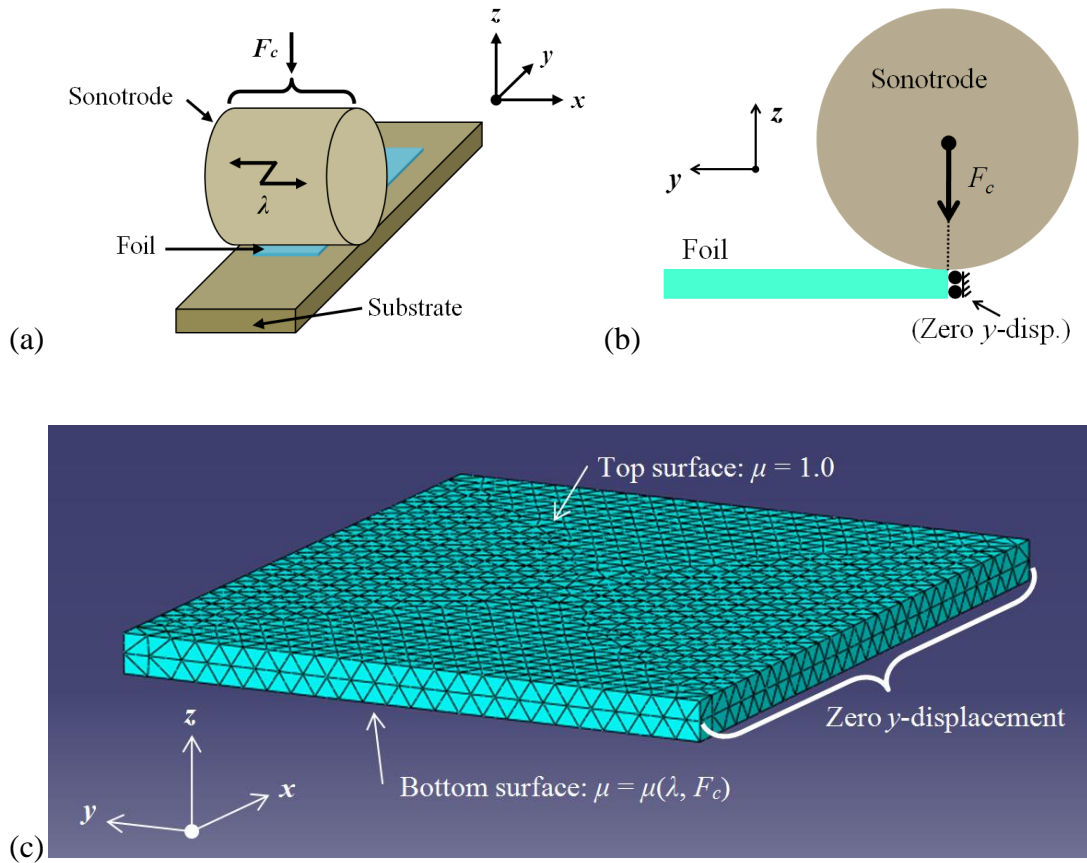 F_c
z
y
x
Sonotrode
λ
Foil
Substrate
(a)
Sonotrode
z
y
F_c
Foil
(Zero y-disp.)
(b)
Top surface: μ = 1.0
Zero y-displacement
z
x
y
Bottom surface: μ = μ(λ, F_c)
(c)